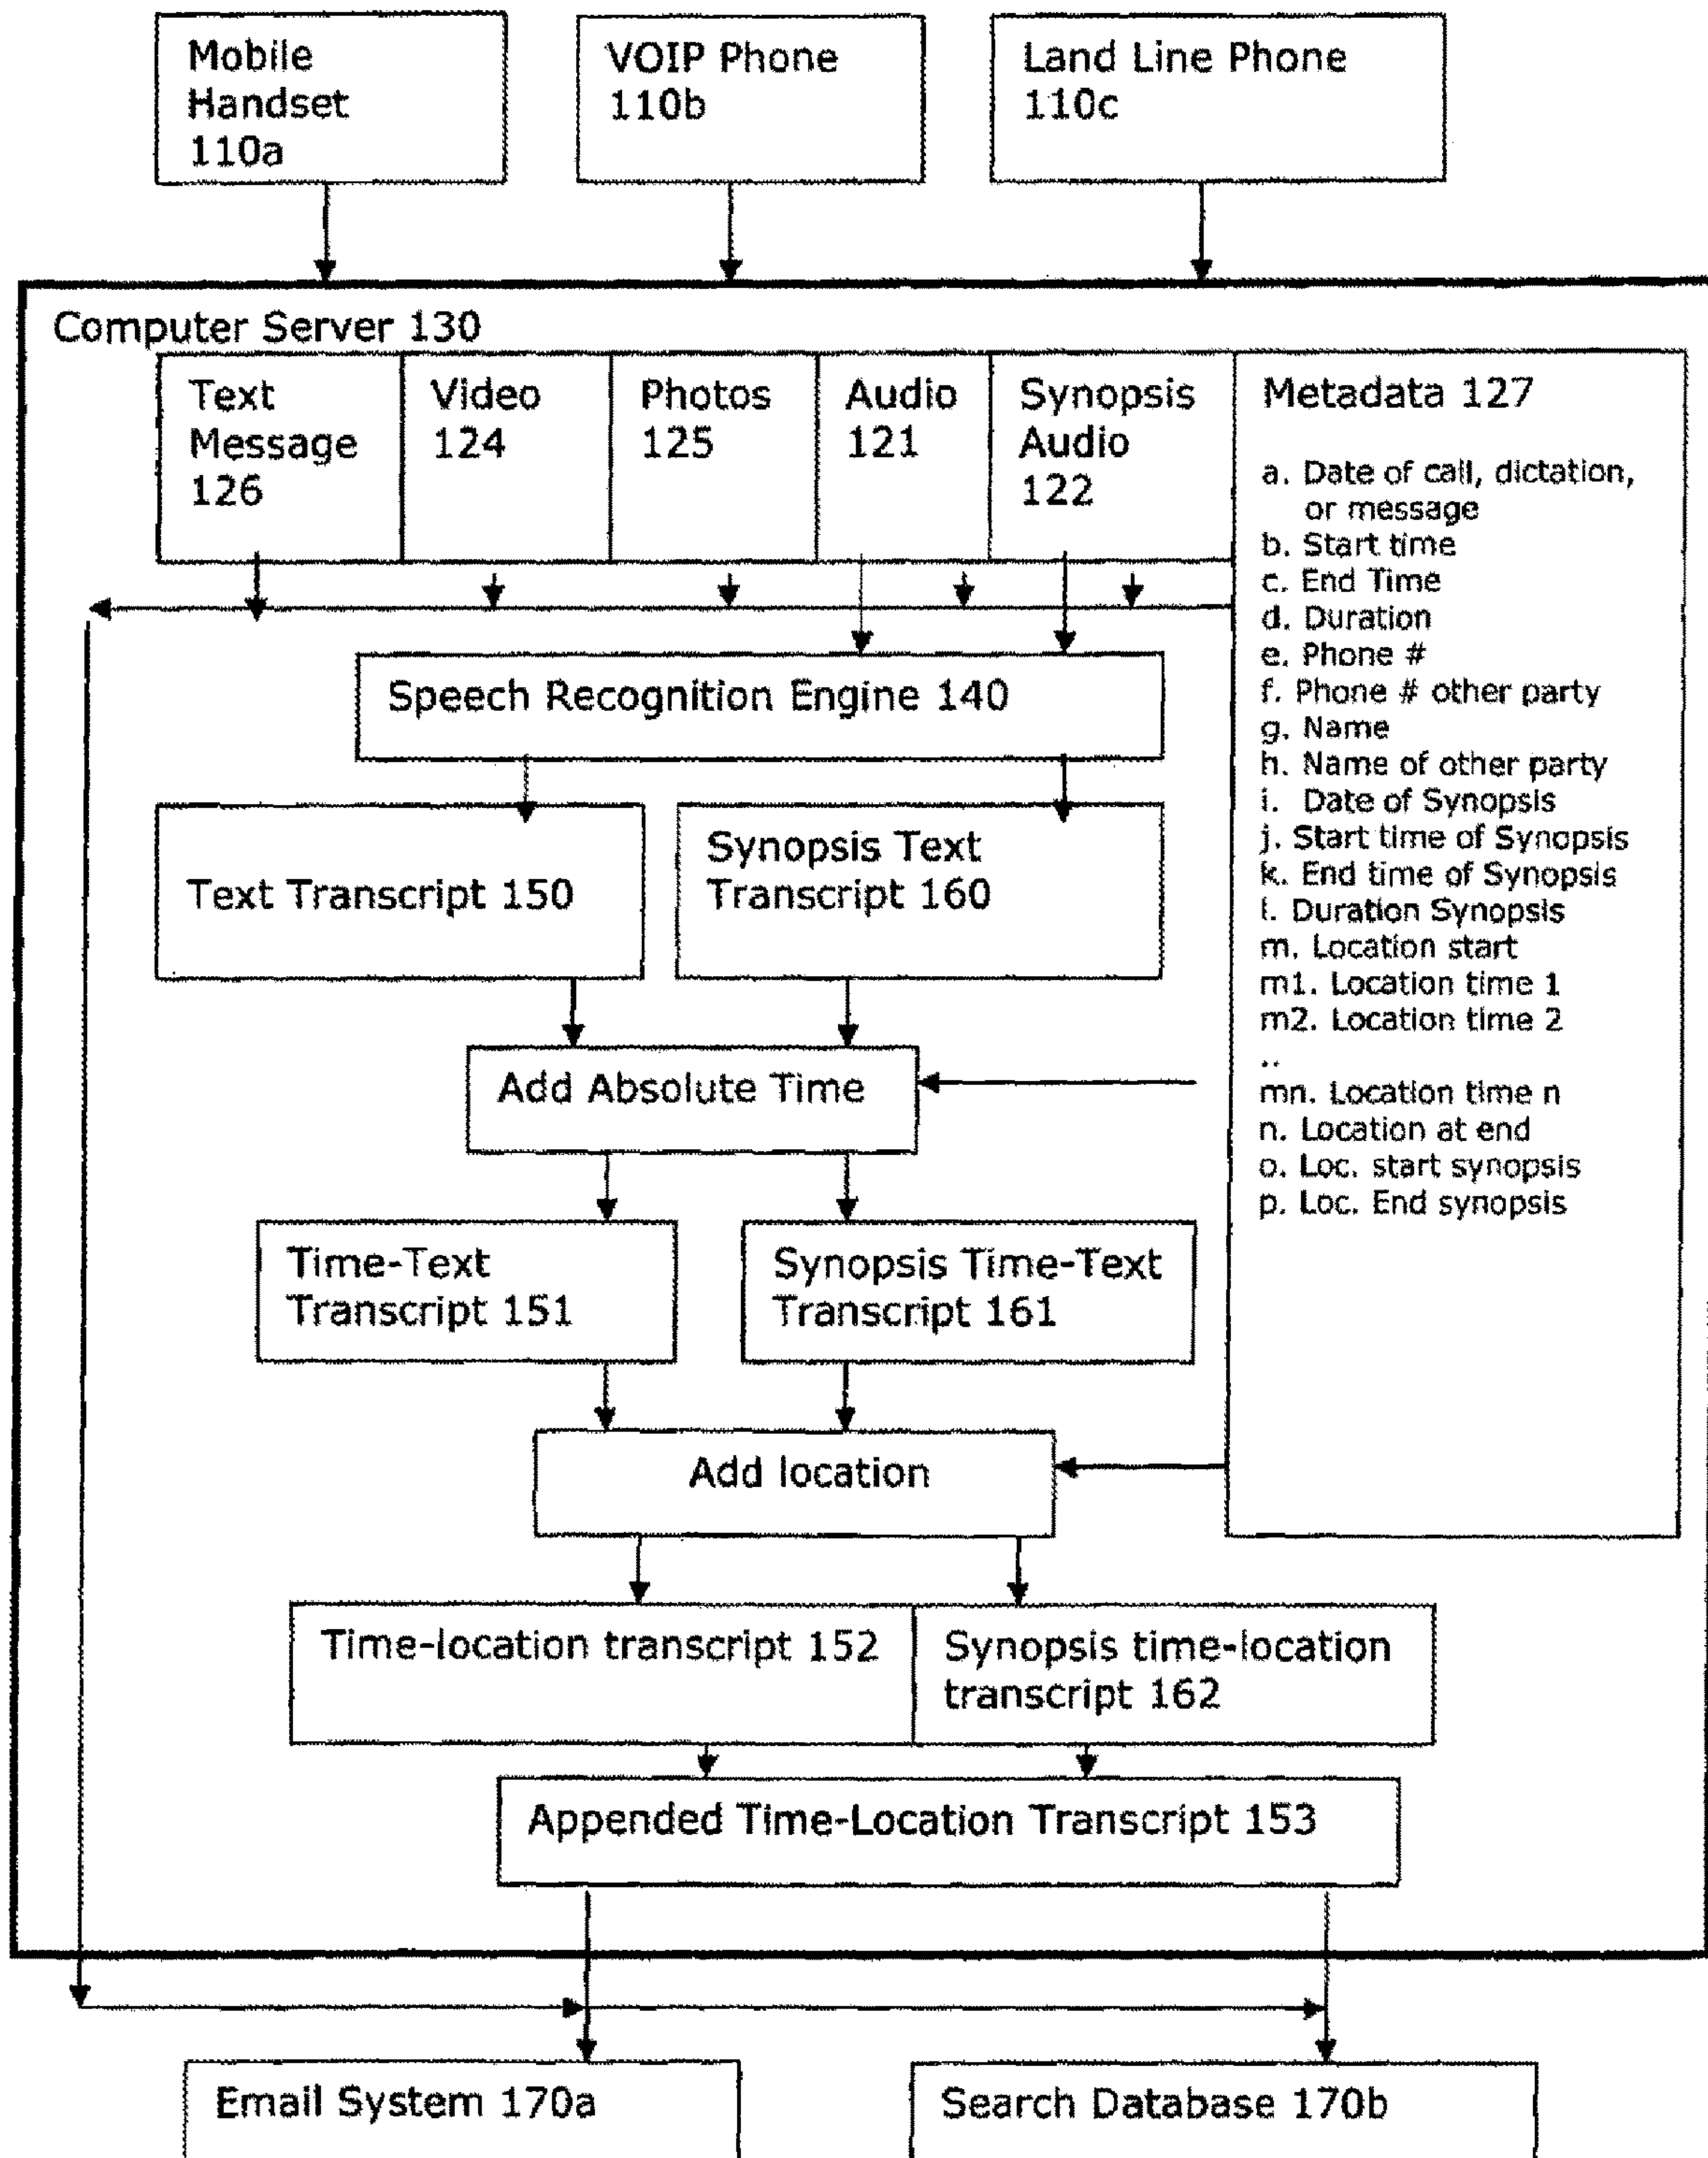 Mobile
Handset
110a
VOIP Phone
110b
Land Line Phone
110c
Computer Server 130
Text
Message
126
Video
124
Photos
125
Audio
121
Synopsis
Audio
122
Metadata 127
a. Date of call, dictation,
or message
b. Start time
c. End Time
d. Duration
e. Phone #
f. Phone # other party
g. Name
h. Name of other party
i. Date of Synopsis
j. Start time of Synopsis
k. End time of Synopsis
l. Duration Synopsis
m. Location start
m1. Location time 1
m2. Location time 2
..
mn. Location time n
n. Location at end
o. Loc. start synopsis
p. Loc. End synopsis
Speech Recognition Engine 140
Text Transcript 150
Synopsis Text
Transcript 160
Add Absolute Time
Time-Text
Transcript 151
Synopsis Time-Text
Transcript 161
Add location
Time-location transcript 152
Synopsis time-location
transcript 162
Appended Time-Location Transcript 153
Email System 170a
Search Database 170b